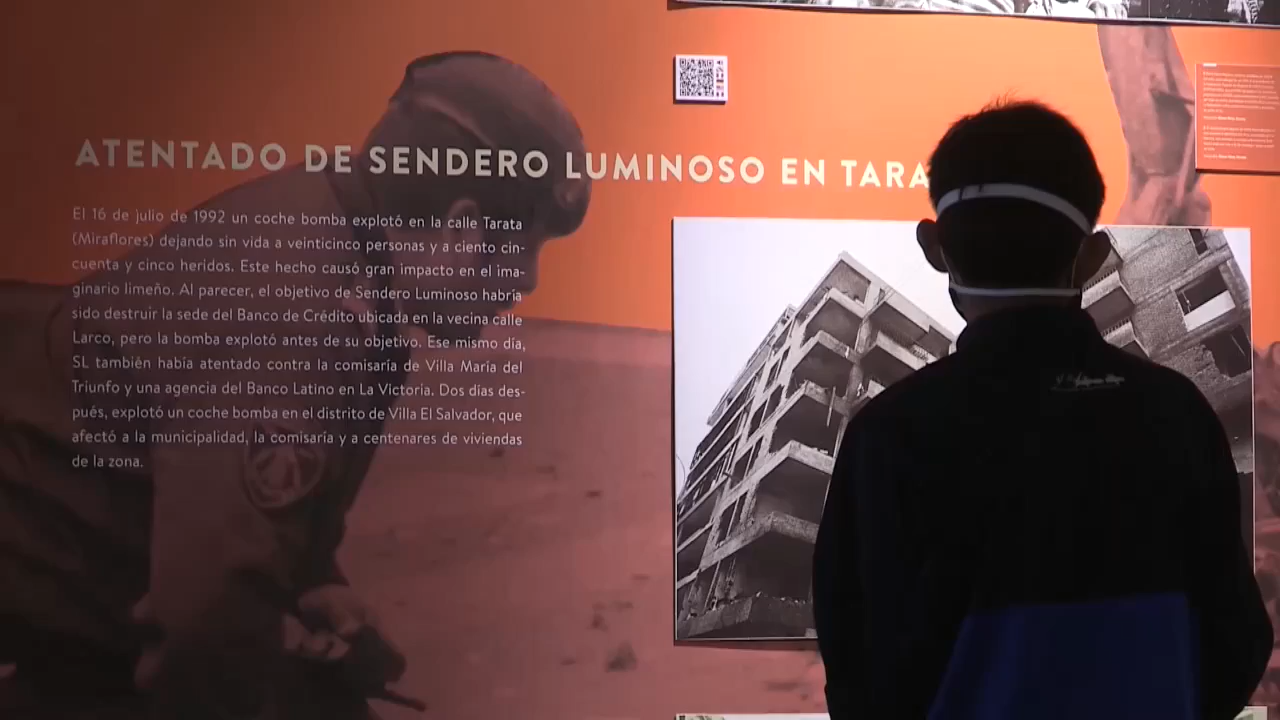 ATENTADO DE SENDERO LUMINOSO EN TARA
El 16 de julio de 1992 un coche bomba explotó en la calle Tarata
(Miraflores) dejando sin vida a veinticinco personas y a ciento cin-
cuenta y cinco heridos. Este hecho causó gran impacto en el ima-
ginario limeño. Al parecer, el objetivo de Sendero Luminoso habría
sido destruir la sede del Banco de Crédito ubicada en la vecina calle
Larco, pero la bomba explotó antes de su objetivo. Ese mismo día,
SL también había atentado contra la comisaría de Villa María del
Triunfo y una agencia del Banco Latino en La Victoria. Dos días des-
pués, explotó un coche bomba en el distrito de Villa El Salvador, que
afectó a la municipalidad, la comisaría y a centenares de viviendas
de la zona.